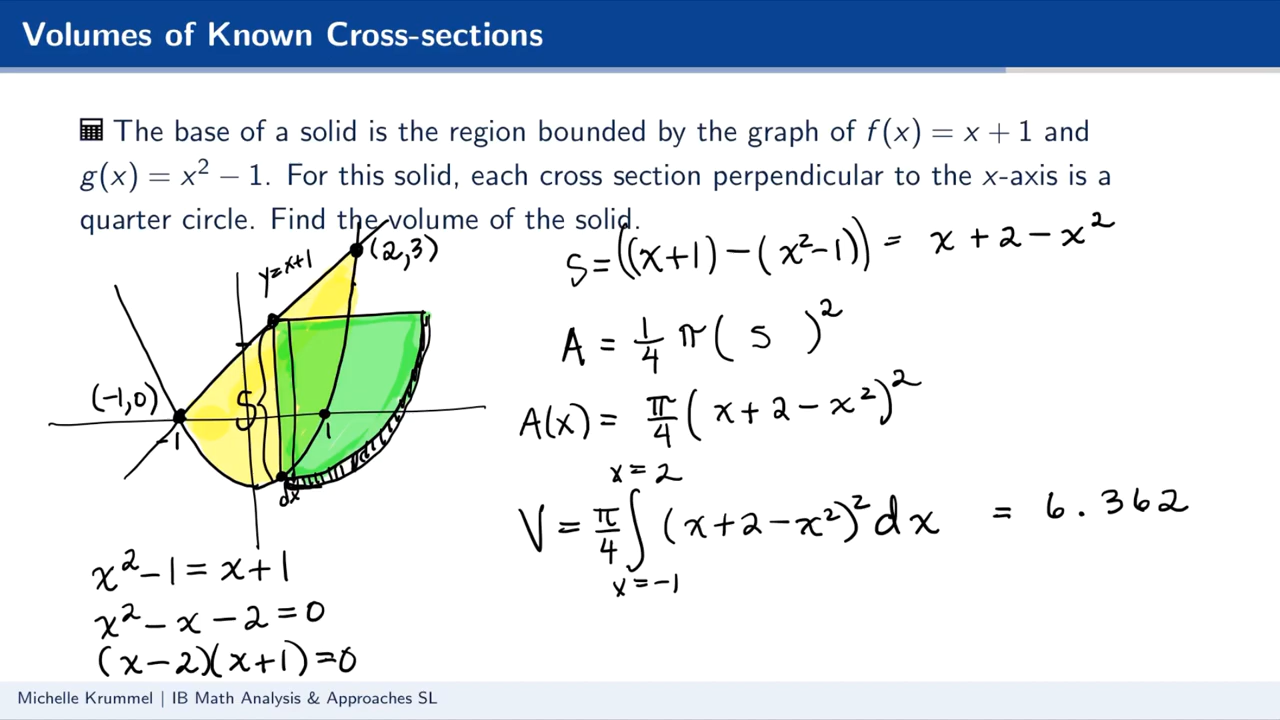 Volumes of Known Cross-sections
The base of a solid is the region bounded by the graph of f(x) = x + 1 and
g(x) = x² − 1. For this solid, each cross section perpendicular to the x-axis is a
quarter circle. Find the volume of the solid.
S = ((x+1) − (x²−1)) = x + 2 − x²
A = 1/4 π( s )²
A(x) = π/4 (x + 2 − x²)²
x = 2
V = π/4 ∫ (x+2−x²)² dx = 6.362
x = −1
y=x+1
(2,3)
(−1,0)
S
−1
1
dx
x²−1 = x+1
x² − x − 2 = 0
(x−2)(x+1) = 0
Michelle Krummel | IB Math Analysis & Approaches SL